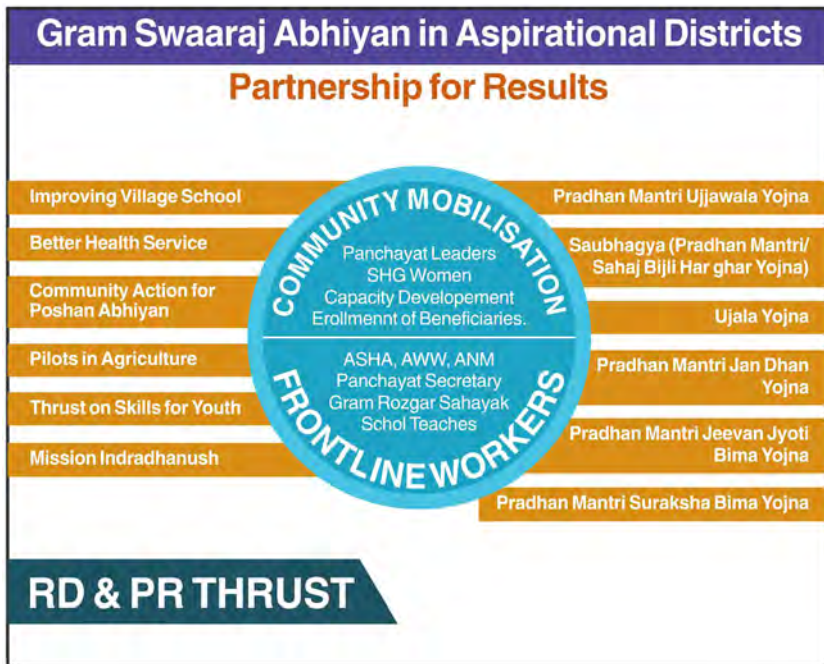 Gram Swaaraj Abhiyan in Aspirational Districts
Partnership for Results
Improving Village School
Better Health Service
Community Action for
Poshan Abhiyan
Pilots in Agriculture
Thrust on Skills for Youth
Mission Indradhanush
COMMUNITY MOBILISATION
Panchayat Leaders
SHG Women
Capacity Developement
Erollmennt of Beneficiaries.
ASHA, AWW, ANM
Panchayat Secretary
Gram Rozgar Sahayak
Schol Teaches
FRONTLINE WORKERS
Pradhan Mantri Ujjawala Yojna
Saubhagya (Pradhan Mantri/
Sahaj Bijli Har ghar Yojna)
Ujala Yojna
Pradhan Mantri Jan Dhan
Yojna
Pradhan Mantri Jeevan Jyoti
Bima Yojna
Pradhan Mantri Suraksha Bima Yojna
RD & PR THRUST